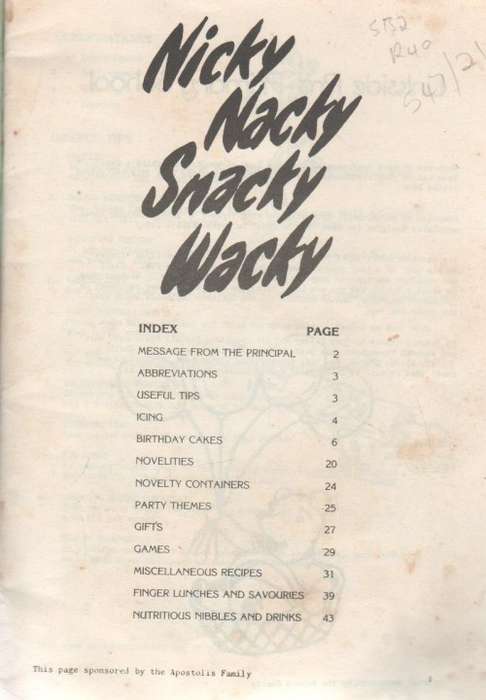 SB2
R40
Nicky
Nacky
Snacky
Wacky
INDEX PAGE
MESSAGE FROM THE PRINCIPAL 2
ABBREVIATIONS 3
USEFUL TIPS 3
ICING 4
BIRTHDAY CAKES 6
NOVELITIES 20
NOVELTY CONTAINERS 24
PARTY THEMES 25
GIFTS 27
GAMES 29
MISCELLANEOUS RECIPES 31
FINGER LUNCHES AND SAVOURIES 39
NUTRITIOUS NIBBLES AND DRINKS 43
This page sponsored by the Apostolis Family